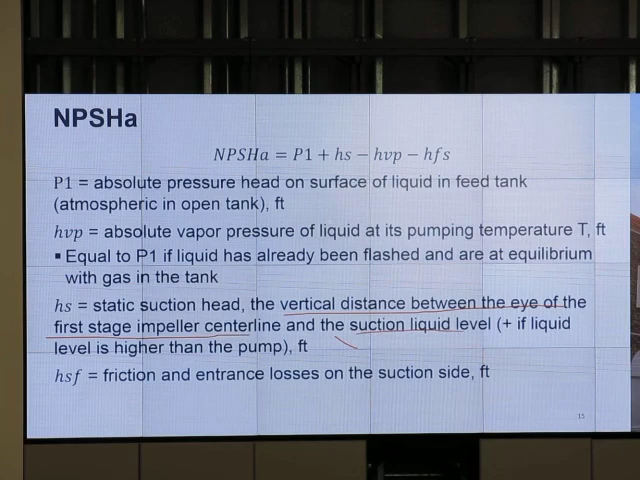 NPSHa
NPSHa = P1 + hs − hvp − hfs
P1 = absolute pressure head on surface of liquid in feed tank
(atmospheric in open tank), ft
hvp = absolute vapor pressure of liquid at its pumping temperature T, ft
▪ Equal to P1 if liquid has already been flashed and are at equilibrium
with gas in the tank
hs = static suction head, the vertical distance between the eye of the
first stage impeller centerline and the suction liquid level (+ if liquid
level is higher than the pump), ft
hsf = friction and entrance losses on the suction side, ft
15